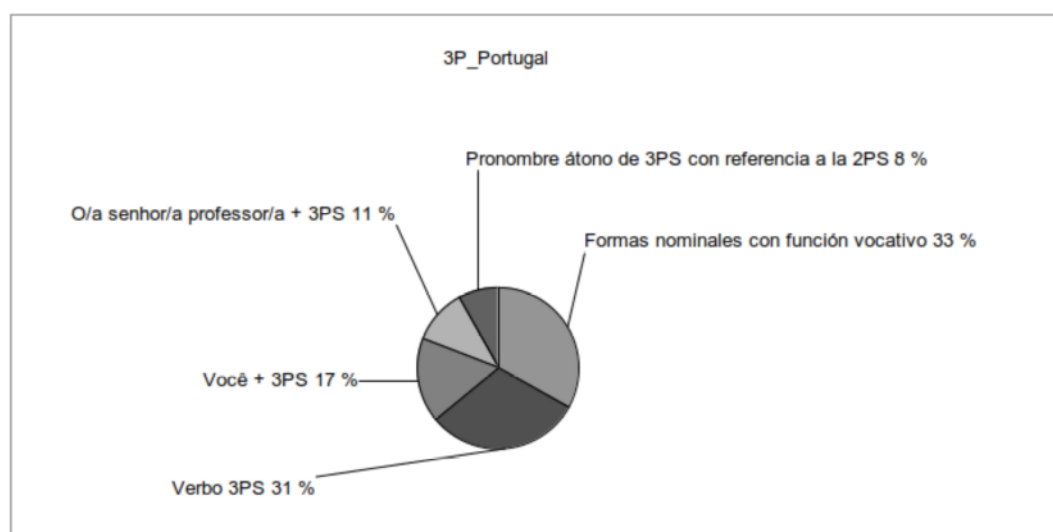 3P_Portugal
Pronombre átono de 3PS con referencia a la 2PS 8 %
O/a senhor/a professor/a + 3PS 11 %
Formas nominales con función vocativo 33 %
Você + 3PS 17 %
Verbo 3PS 31 %